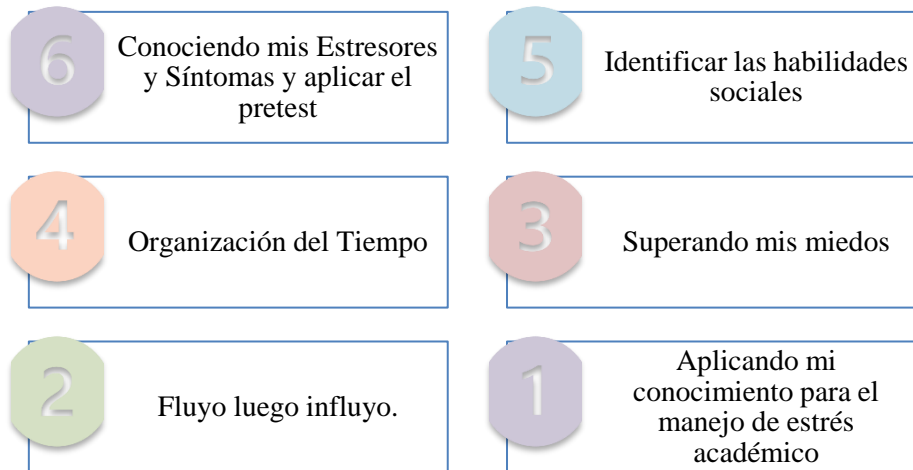 6
Conociendo mis Estresores
y Síntomas y aplicar el
pretest
5
Identificar las habilidades
sociales
4
Organización del Tiempo
3
Superando mis miedos
2
Fluyo luego influyo.
1
Aplicando mi
conocimiento para el
manejo de estrés
académico